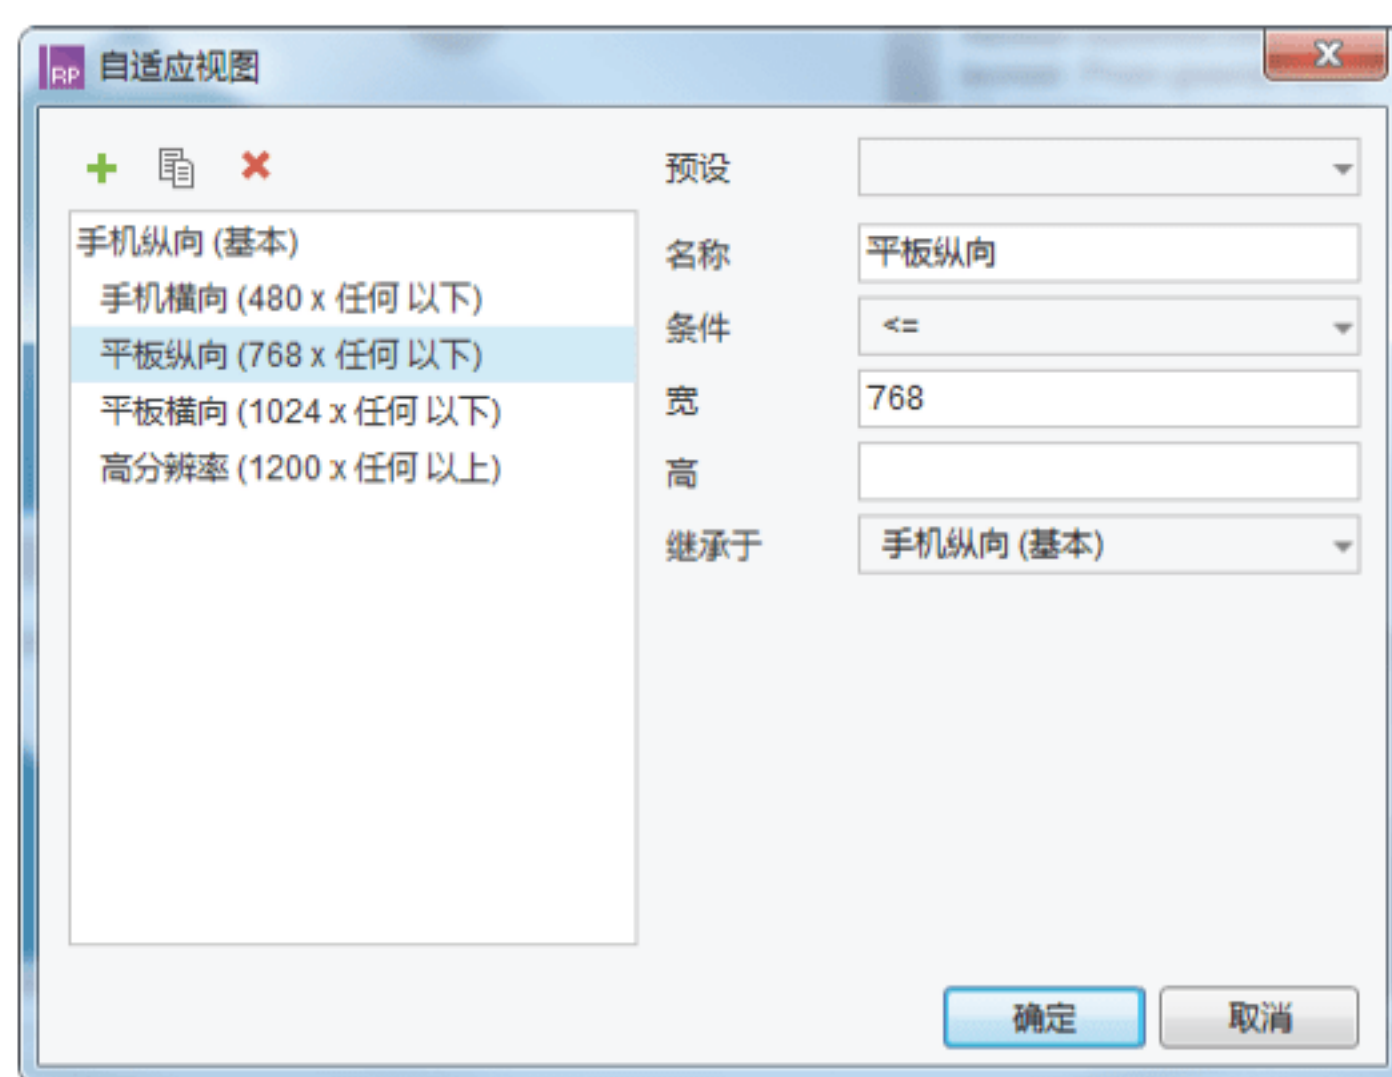 RP 自适应视图
手机纵向 (基本)
手机横向 (480 x 任何 以下)
平板纵向 (768 x 任何 以下)
平板横向 (1024 x 任何 以下)
高分辨率 (1200 x 任何 以上)
预设
名称 平板纵向
条件 <=
宽 768
高
继承于 手机纵向 (基本)
确定 取消